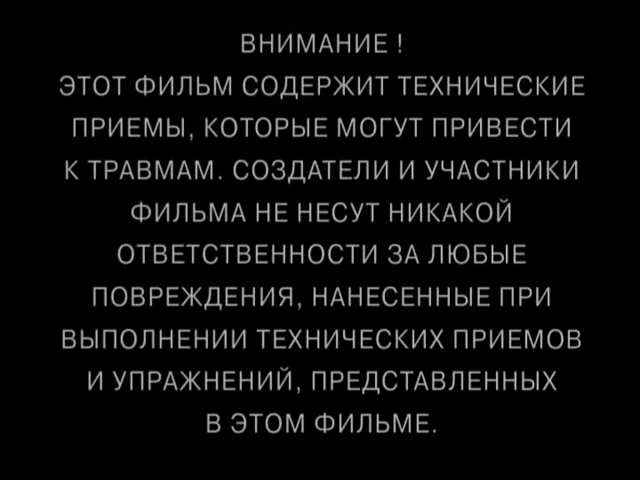 ВНИМАНИЕ !
ЭТОТ ФИЛЬМ СОДЕРЖИТ ТЕХНИЧЕСКИЕ
ПРИЕМЫ, КОТОРЫЕ МОГУТ ПРИВЕСТИ
К ТРАВМАМ. СОЗДАТЕЛИ И УЧАСТНИКИ
ФИЛЬМА НЕ НЕСУТ НИКАКОЙ
ОТВЕТСТВЕННОСТИ ЗА ЛЮБЫЕ
ПОВРЕЖДЕНИЯ, НАНЕСЕННЫЕ ПРИ
ВЫПОЛНЕНИИ ТЕХНИЧЕСКИХ ПРИЕМОВ
И УПРАЖНЕНИЙ, ПРЕДСТАВЛЕННЫХ
В ЭТОМ ФИЛЬМЕ.